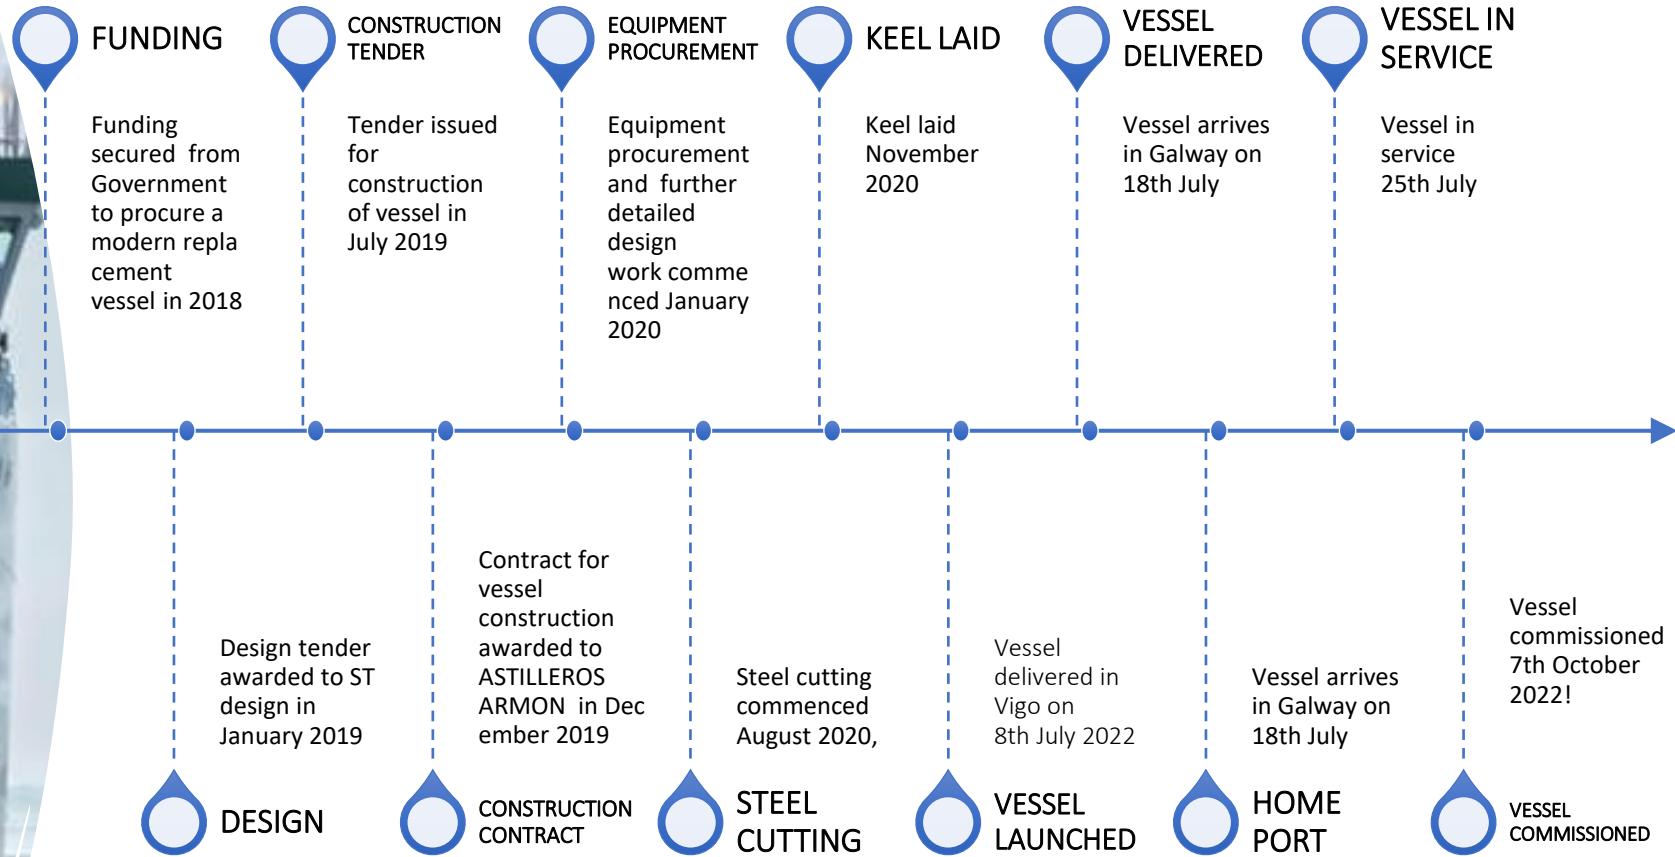 FUNDING
Funding
secured from
Government
to procure a
modern repla
cement
vessel in 2018
CONSTRUCTION
TENDER
Tender issued
for
construction
of vessel in
July 2019
EQUIPMENT
PROCUREMENT
Equipment
procurement
and further
detailed
design
work comme
nced January
2020
KEEL LAID
Keel laid
November
2020
VESSEL
DELIVERED
Vessel arrives
in Galway on
18th July
VESSEL IN
SERVICE
Vessel in
service
25th July
Design tender
awarded to ST
design in
January 2019
DESIGN
Contract for
vessel
construction
awarded to
ASTILLEROS
ARMON in Dec
ember 2019
CONSTRUCTION
CONTRACT
Steel cutting
commenced
August 2020,
STEEL
CUTTING
Vessel
delivered in
Vigo on
8th July 2022
VESSEL
LAUNCHED
Vessel arrives
in Galway on
18th July
HOME
PORT
Vessel
commissioned
7th October
2022!
VESSEL
COMMISSIONED